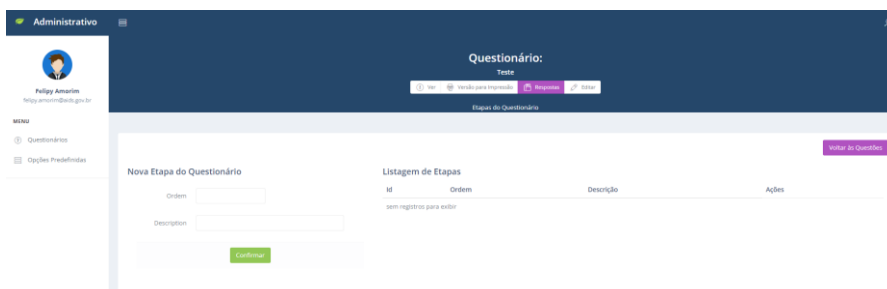 Administrativo
Questionário:
Teste
Ver Versão para Impressão Respostas Editar
Etapas do Questionário
Felipy Amorim
felipy.amorim@aids.gov.br
MENU
Questionários
Opções Predefinidas
Voltar às Questões
Nova Etapa do Questionário
Ordem
Description
Confirmar
Listagem de Etapas
Id Ordem Descrição Ações
sem registros para exibir